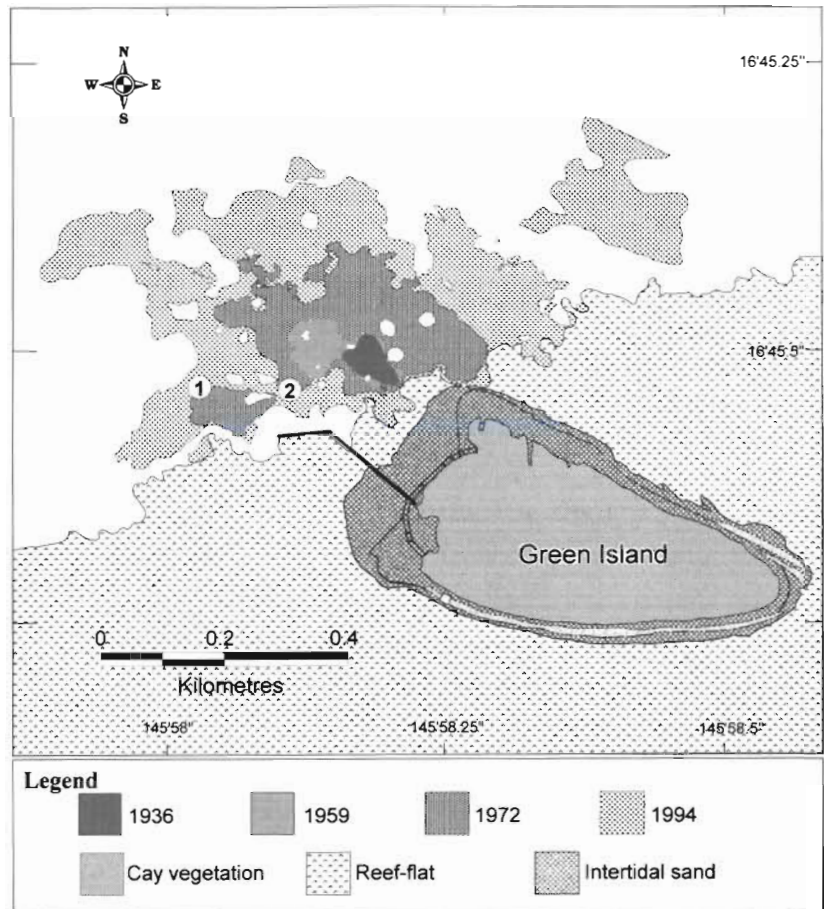 N
W E
S
16'45.25"
1
2
16'45.5"
Green Island
0 0.2 0.4
Kilometres
145'58" 145'58.25" 145'58.5"
Legend
1936 1959 1972 1994
Cay vegetation Reef-flat Intertidal sand